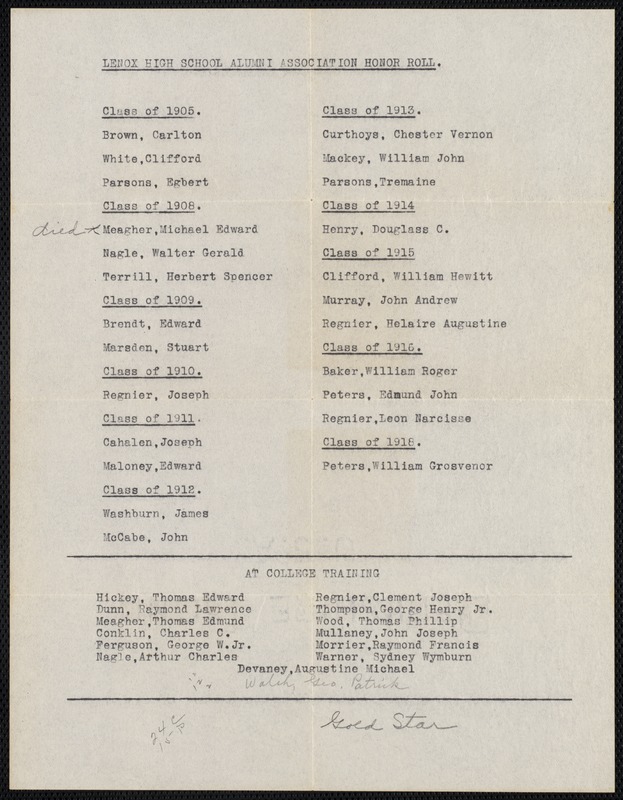 LENOX HIGH SCHOOL ALUMNI ASSOCIATION HONOR ROLL.
Class of 1905.
Brown, Carlton
White,Clifford
Parsons, Egbert
Class of 1908.
died Meagher,Michael Edward
Nagle, Walter Gerald
Terrill, Herbert Spencer
Class of 1909.
Brendt, Edward
Marsden, Stuart
Class of 1910.
Regnier, Joseph
Class of 1911.
Cahalen,Joseph
Maloney,Edward
Class of 1912.
Washburn, James
McCabe, John
Class of 1913.
Curthoys, Chester Vernon
Mackey, William John
Parsons,Tremaine
Class of 1914
Henry, Douglass C.
Class of 1915
Clifford, William Hewitt
Murray, John Andrew
Regnier, Helaire Augustine
Class of 1916.
Baker,William Roger
Peters, Edmund John
Regnier,Leon Narcisse
Class of 1918.
Peters,William Grosvenor
AT COLLEGE TRAINING
Hickey, Thomas Edward
Dunn, Raymond Lawrence
Meagher,Thomas Edmund
Conklin, Charles C.
Ferguson, George W.Jr.
Nagle,Arthur Charles
Regnier,Clement Joseph
Thompson,George Henry Jr.
Wood, Thomas Phillip
Mullaney,John Joseph
Morrier,Raymond Francis
Warner, Sydney Wymburn
Devaney,Augustine Michael
Walsh, Geo. Patrick
Gold Star